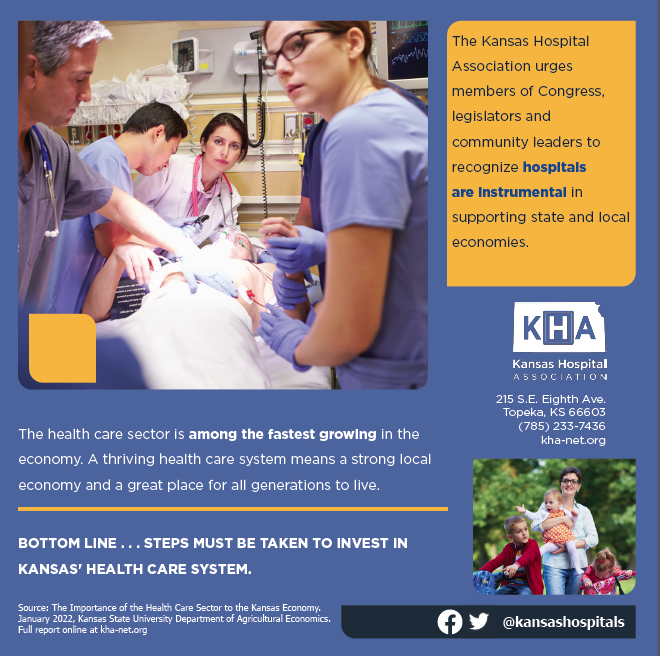 The Kansas Hospital
Association urges
members of Congress,
legislators and
community leaders to
recognize hospitals
are instrumental in
supporting state and local
economies.
KHA
Kansas Hospital
ASSOCIATION
215 S.E. Eighth Ave.
Topeka, KS 66603
(785) 233-7436
kha-net.org
The health care sector is among the fastest growing in the
economy. A thriving health care system means a strong local
economy and a great place for all generations to live.
BOTTOM LINE . . . STEPS MUST BE TAKEN TO INVEST IN
KANSAS' HEALTH CARE SYSTEM.
Source: The Importance of the Health Care Sector to the Kansas Economy.
January 2022, Kansas State University Department of Agricultural Economics.
Full report online at kha-net.org
@kansashospitals